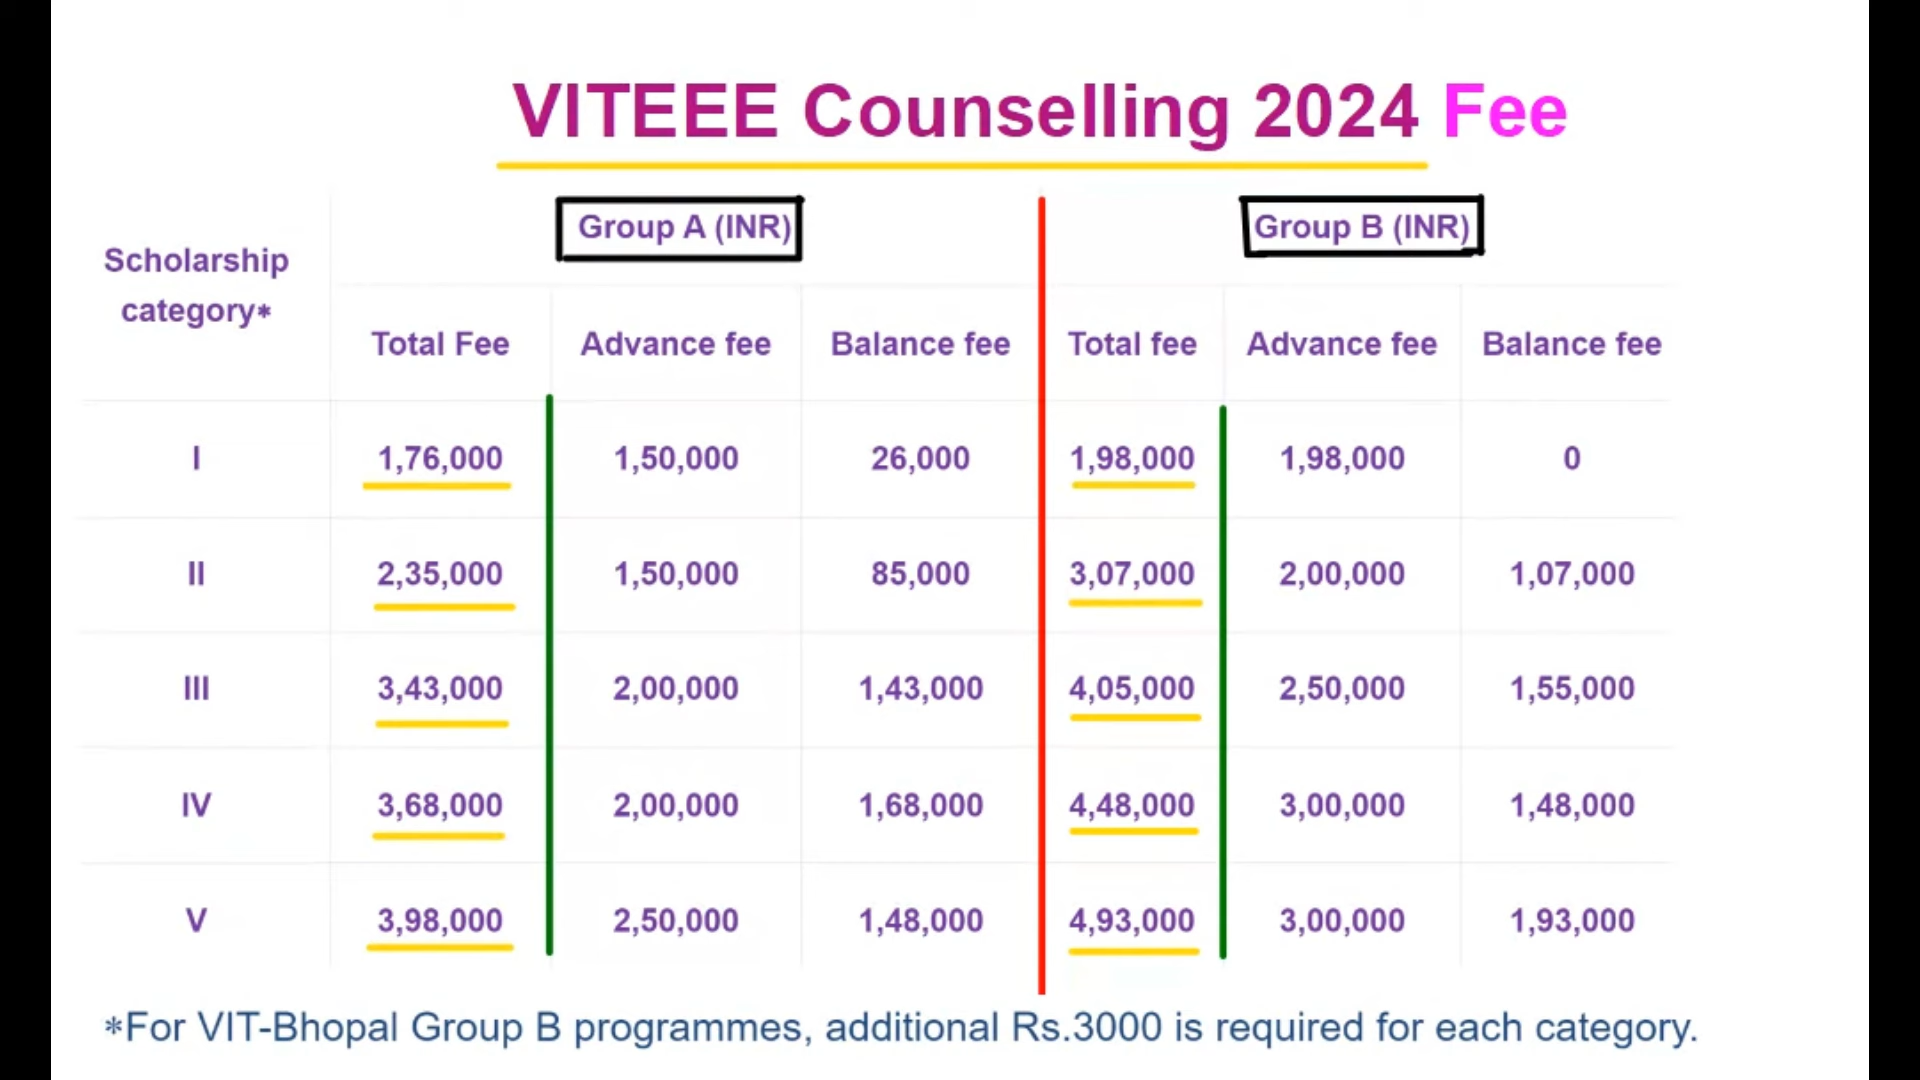 VITEEE Counselling 2024 Fee
Group A (INR) Group B (INR)
Scholarship
category*
Total Fee Advance fee Balance fee Total fee Advance fee Balance fee
I 1,76,000 1,50,000 26,000 1,98,000 1,98,000 0
II 2,35,000 1,50,000 85,000 3,07,000 2,00,000 1,07,000
III 3,43,000 2,00,000 1,43,000 4,05,000 2,50,000 1,55,000
IV 3,68,000 2,00,000 1,68,000 4,48,000 3,00,000 1,48,000
V 3,98,000 2,50,000 1,48,000 4,93,000 3,00,000 1,93,000
*For VIT-Bhopal Group B programmes, additional Rs.3000 is required for each category.